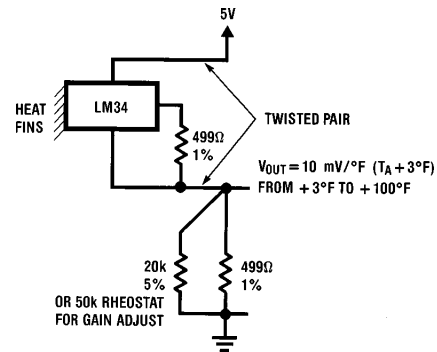 5V
HEAT
FINS
LM34
TWISTED PAIR
499Ω
1%
VOUT = 10 mV/°F (TA + 3°F)
FROM + 3°F TO + 100°F
20k
5%
499Ω
1%
OR 50k RHEOSTAT
FOR GAIN ADJUST